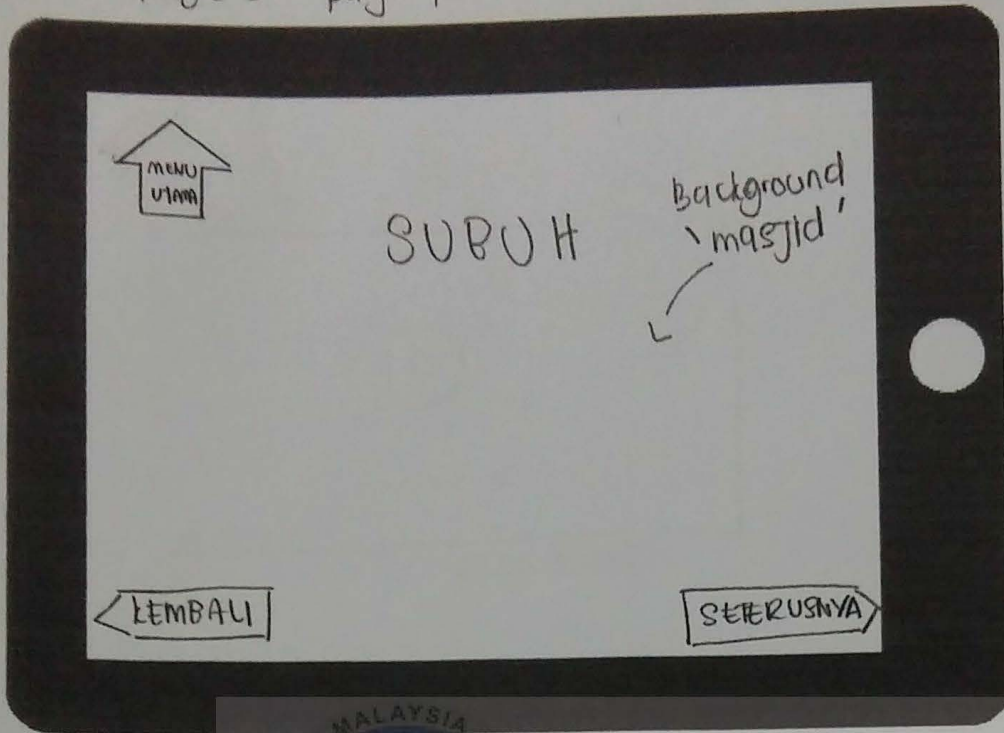 MENU
UTAMA
SUBUH
Background
'masjid'
KEMBALI
SETERUSNYA
MALAYSIA